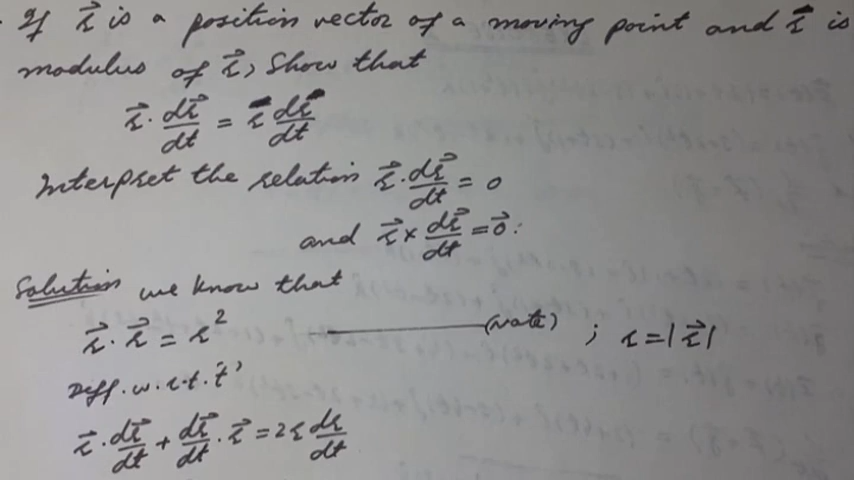 . If r⃗ is a position vector of a moving point and r is
modulus of r⃗, Show that
r⃗ · dr⃗/dt = r dr/dt
Interpret the relation r⃗ · dr⃗/dt = 0
and r⃗ × dr⃗/dt = 0⃗ :
Solution we know that
r⃗ · r⃗ = r² ——— (note) ; r = |r⃗|
Diff. w. r. t. 't'
r⃗ · dr⃗/dt + dr⃗/dt · r⃗ = 2r dr/dt